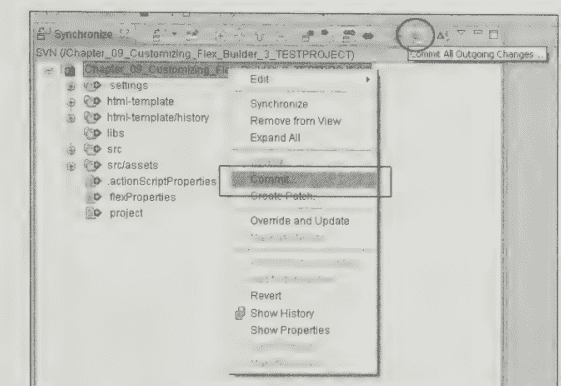 Synchronize
SVN (/Chapter_09_Customizing_Flex_Builder_3_TESTPROJECT)
Commit All Outgoing Changes ...
Chapter_09_Customizing_Fle
settings
html-template
html-template/history
libs
src
src/assets
.actionScriptProperties
flexProperties
project
Edit
Synchronize
Remove from View
Expand All
Commit...
Create Patch.
Override and Update
Revert
Show History
Show Properties